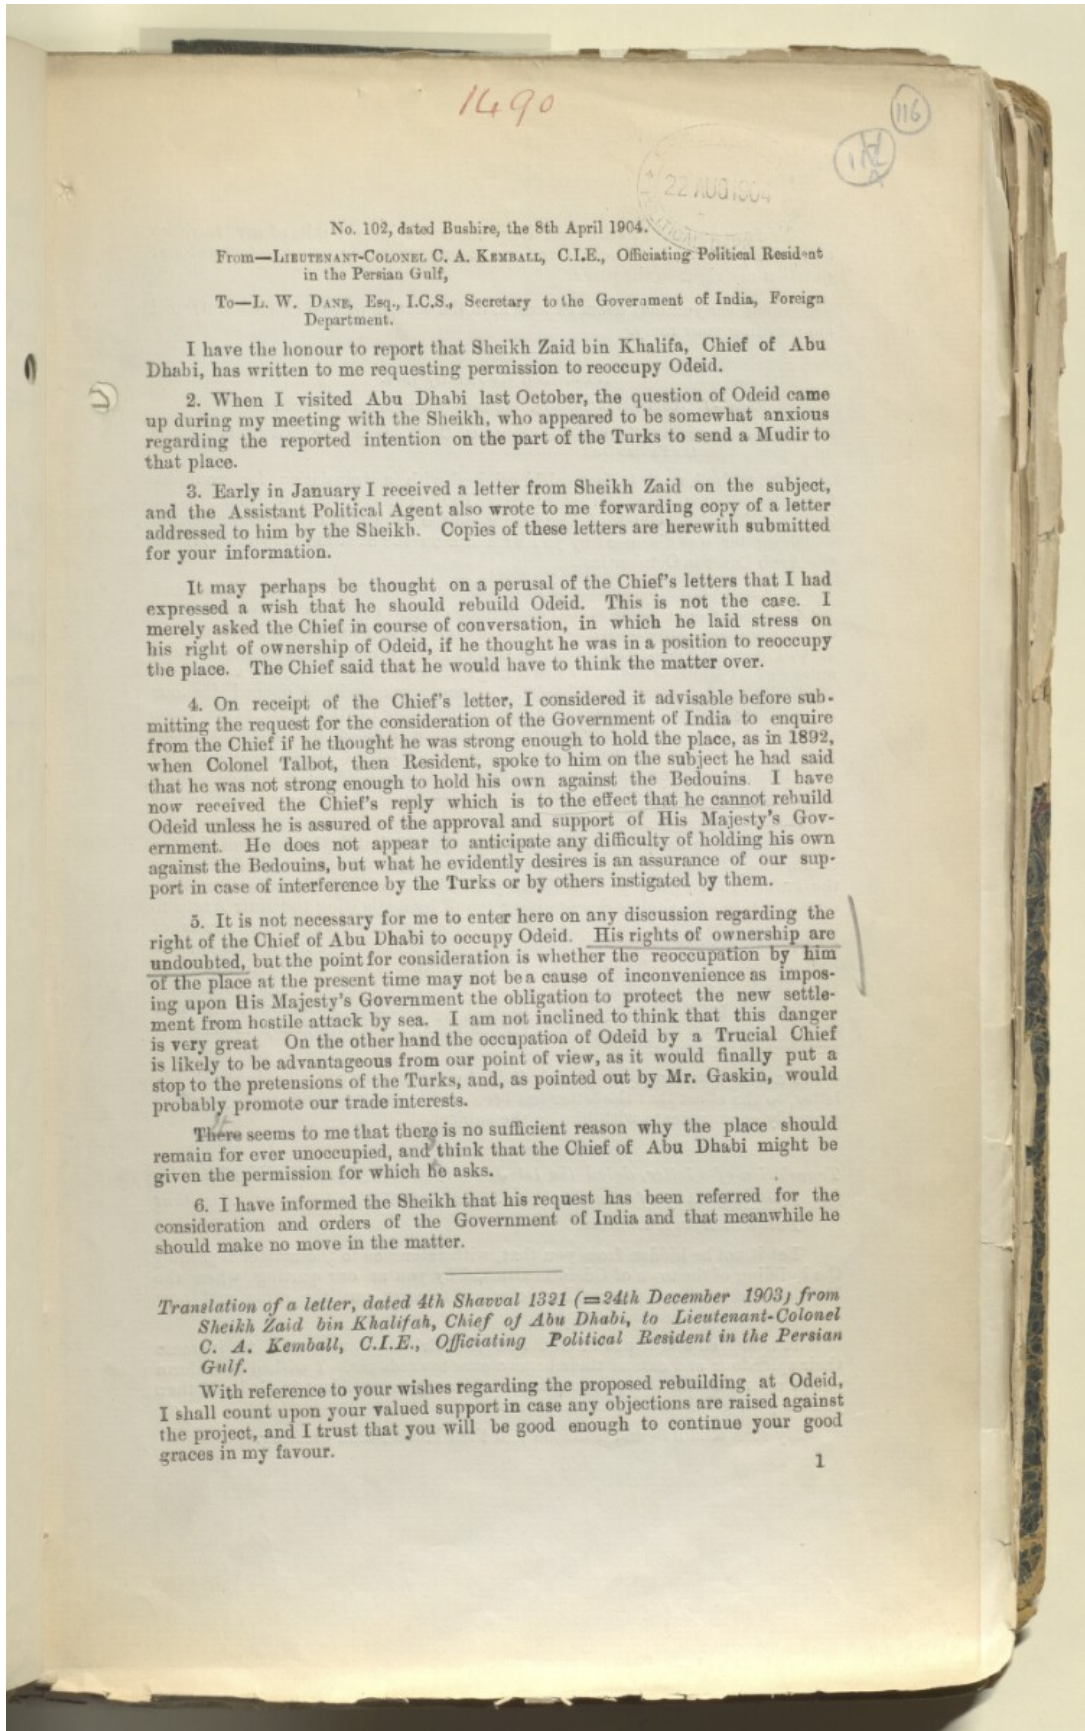 1490
116
22 AUG 1904
No. 102, dated Bushire, the 8th April 1904.
From—LIEUTENANT-COLONEL C. A. KEMBALL, C.I.E., Officiating Political Resident
in the Persian Gulf,
To—L. W. DANE, Esq., I.C.S., Secretary to the Government of India, Foreign
Department.
I have the honour to report that Sheikh Zaid bin Khalifa, Chief of Abu
Dhabi, has written to me requesting permission to reoccupy Odeid.
2. When I visited Abu Dhabi last October, the question of Odeid came
up during my meeting with the Sheikh, who appeared to be somewhat anxious
regarding the reported intention on the part of the Turks to send a Mudir to
that place.
3. Early in January I received a letter from Sheikh Zaid on the subject,
and the Assistant Political Agent also wrote to me forwarding copy of a letter
addressed to him by the Sheikh. Copies of these letters are herewith submitted
for your information.
It may perhaps be thought on a perusal of the Chief's letters that I had
expressed a wish that he should rebuild Odeid. This is not the case. I
merely asked the Chief in course of conversation, in which he laid stress on
his right of ownership of Odeid, if he thought he was in a position to reoccupy
the place. The Chief said that he would have to think the matter over.
4. On receipt of the Chief's letter, I considered it advisable before sub-
mitting the request for the consideration of the Government of India to enquire
from the Chief if he thought he was strong enough to hold the place, as in 1892,
when Colonel Talbot, then Resident, spoke to him on the subject he had said
that he was not strong enough to hold his own against the Bedouins. I have
now received the Chief's reply which is to the effect that he cannot rebuild
Odeid unless he is assured of the approval and support of His Majesty's Gov-
ernment. He does not appear to anticipate any difficulty of holding his own
against the Bedouins, but what he evidently desires is an assurance of our sup-
port in case of interference by the Turks or by others instigated by them.
5. It is not necessary for me to enter here on any discussion regarding the
right of the Chief of Abu Dhabi to occupy Odeid. His rights of ownership are
undoubted, but the point for consideration is whether the reoccupation by him
of the place at the present time may not be a cause of inconvenience as impos-
ing upon His Majesty's Government the obligation to protect the new settle-
ment from hostile attack by sea. I am not inclined to think that this danger
is very great On the other hand the occupation of Odeid by a Trucial Chief
is likely to be advantageous from our point of view, as it would finally put a
stop to the pretensions of the Turks, and, as pointed out by Mr. Gaskin, would
probably promote our trade interests.
It
There seems to me that there is no sufficient reason why the place should
remain for ever unoccupied, and think that the Chief of Abu Dhabi might be
given the permission for which he asks.
6. I have informed the Sheikh that his request has been referred for the
consideration and orders of the Government of India and that meanwhile he
should make no move in the matter.
Translation of a letter, dated 4th Shavval 1321 (=24th December 1903) from
Sheikh Zaid bin Khalifah, Chief of Abu Dhabi, to Lieutenant-Colonel
C. A. Kemball, C.I.E., Officiating Political Resident in the Persian
Gulf.
With reference to your wishes regarding the proposed rebuilding at Odeid,
I shall count upon your valued support in case any objections are raised against
the project, and I trust that you will be good enough to continue your good
graces in my favour.
1